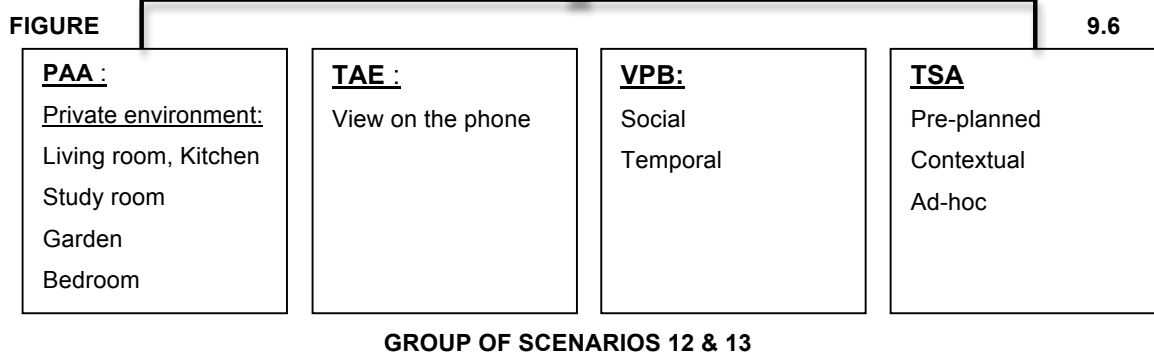 FIGURE 9.6
PAA :
Private environment:
Living room, Kitchen
Study room
Garden
Bedroom
TAE :
View on the phone
VPB:
Social
Temporal
TSA
Pre-planned
Contextual
Ad-hoc
GROUP OF SCENARIOS 12 & 13